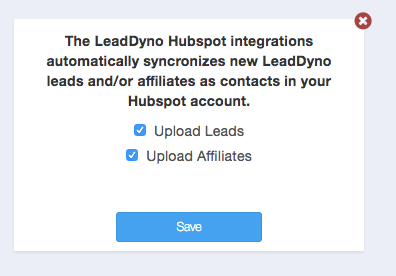 The LeadDyno Hubspot integrations
automatically syncronizes new LeadDyno
leads and/or affiliates as contacts in your
Hubspot account.
Upload Leads
Upload Affiliates
Save